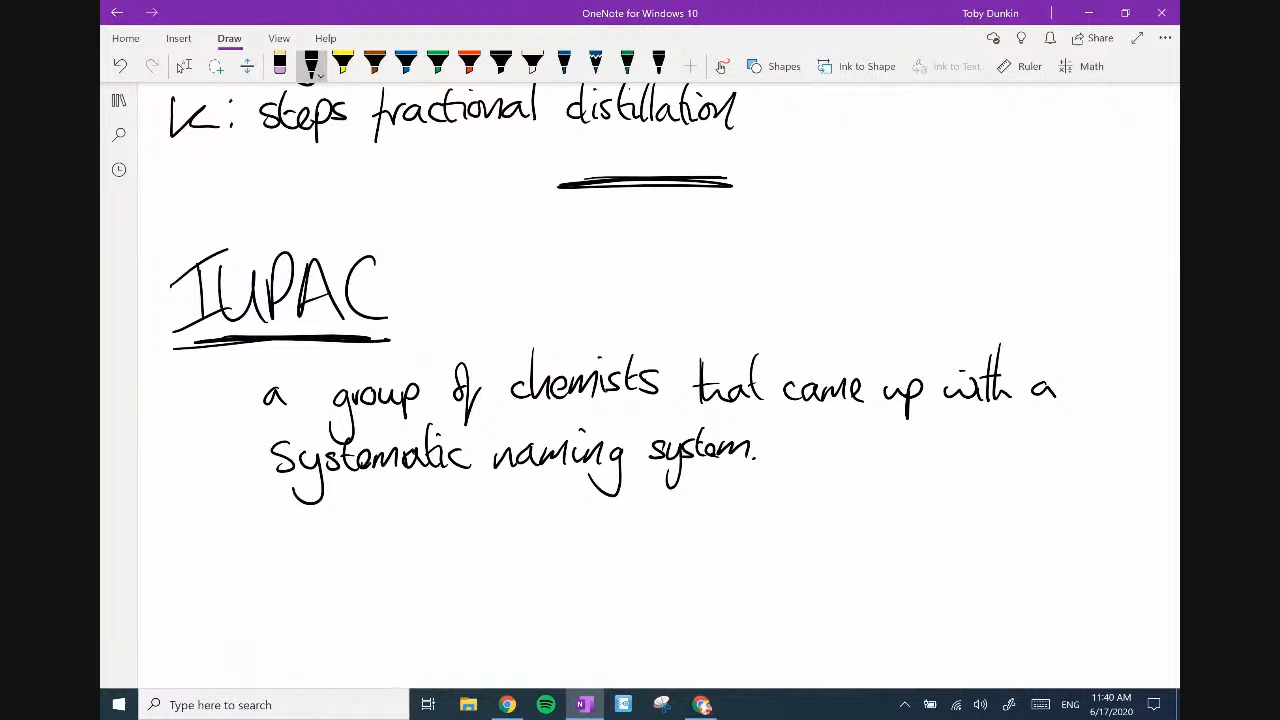 OneNote for Windows 10
Toby Dunkin
Home Insert Draw View Help
Share
Shapes Ink to Shape Ink to Text Ruler Math
K: steps fractional distillation
IUPAC
a group of chemists that came up with a
systematic naming system.
Type here to search
ENG
11:40 AM
6/17/2020